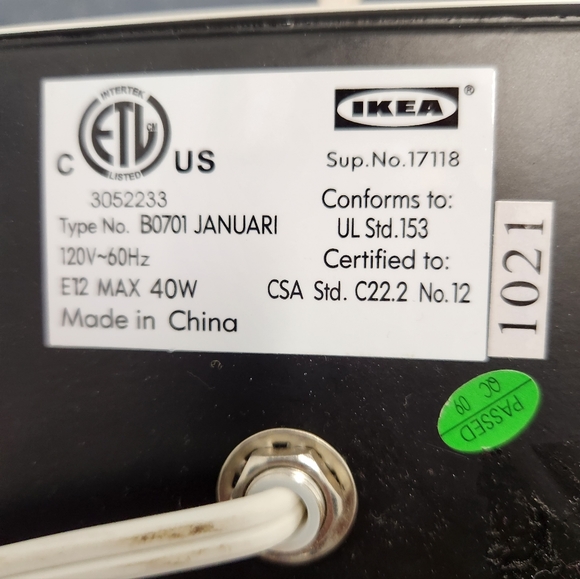 INTERTEK
ETL CM
LISTED
C US
3052233
Type No. B0701 JANUARI
120V~60Hz
E12 MAX 40W
Made in China
IKEA®
Sup.No.17118
Conforms to:
UL Std.153
Certified to:
CSA Std. C22.2 No.12
1021
PASSED
QC 09